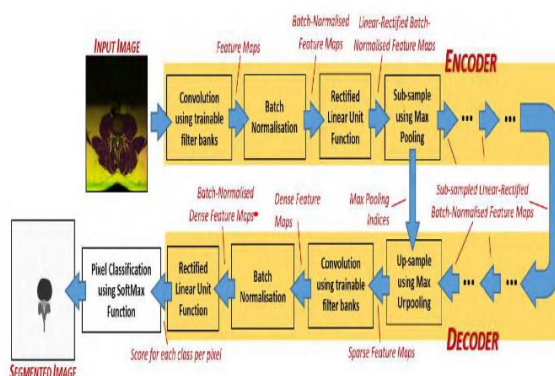 INPUT IMAGE
Feature Maps
Batch-Normalised
Feature Maps
Linear-Rectified Batch-
Normalised Feature Maps
ENCODER
Convolution
using trainable
filter banks
Batch
Normalisation
Rectified
Linear Unit
Function
Sub-sample
using Max
Pooling
... ...
Batch-Normalised
Dense Feature Maps
Dense Feature
Maps
Max Pooling
Indices
Sub-sampled Linear-Rectified
Batch-Normalised Feature Maps
Pixel Classification
using SoftMax
Function
Rectified
Linear Unit
Function
Batch
Normalisation
Convolution
using trainable
filter banks
Up-sample
using Max
Urpooling
... ...
Score for each class per pixel
Sparse Feature Maps
DECODER
SEGMENTED IMAGE